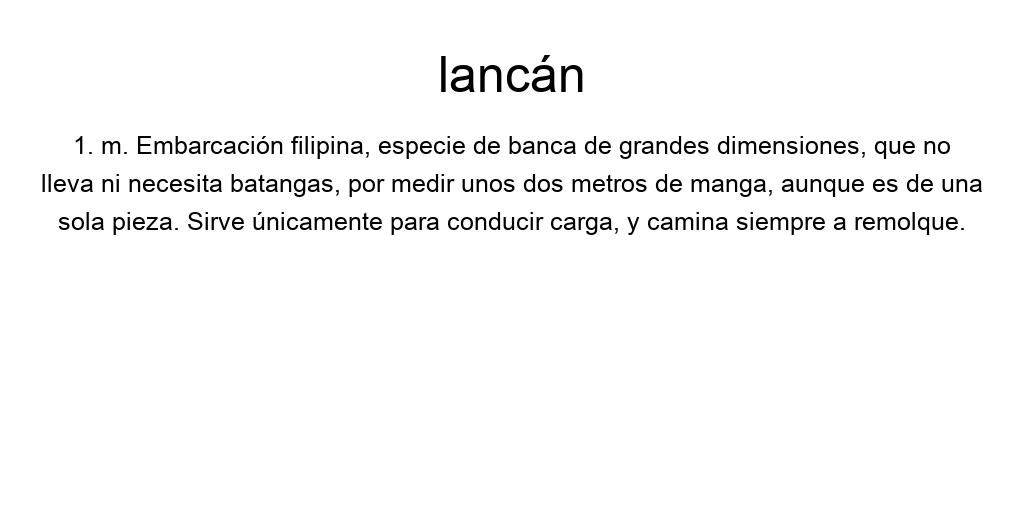 lancán
1. m. Embarcación filipina, especie de banca de grandes dimensiones, que no
lleva ni necesita batangas, por medir unos dos metros de manga, aunque es de una
sola pieza. Sirve únicamente para conducir carga, y camina siempre a remolque.